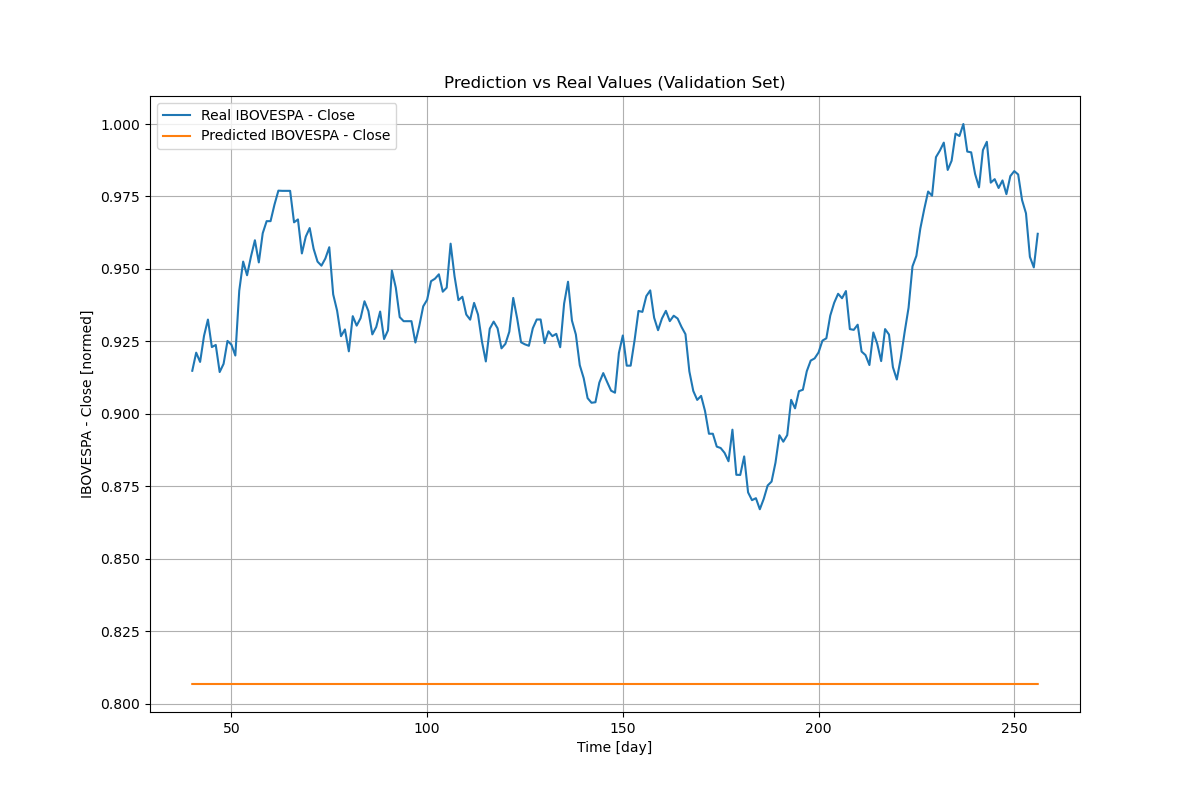 Prediction vs Real Values (Validation Set)
Real IBOVESPA - Close
Predicted IBOVESPA - Close
IBOVESPA - Close [normed]
1.000
0.975
0.950
0.925
0.900
0.875
0.850
0.825
0.800
50 100 150 200 250
Time [day]